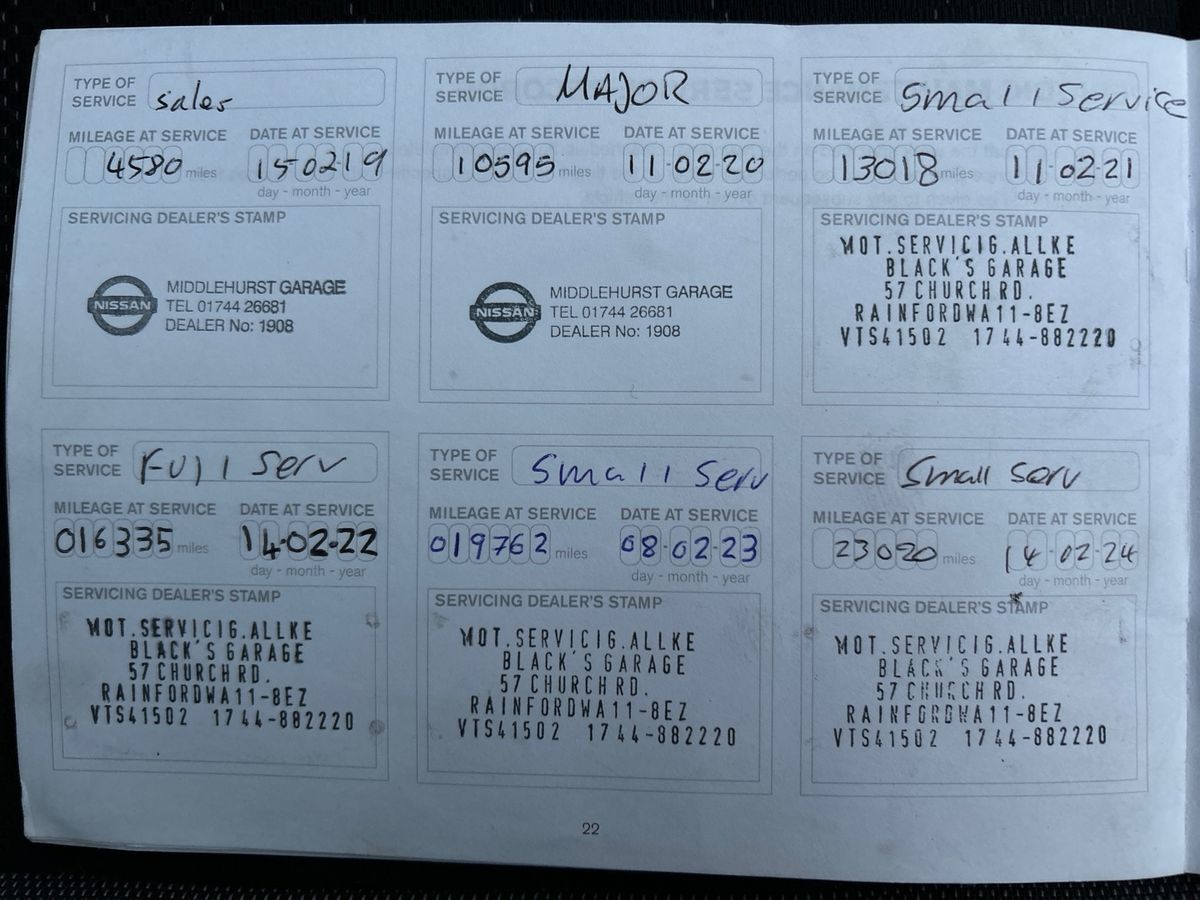 TYPE OF
SERVICE sales
MILEAGE AT SERVICE DATE AT SERVICE
4580 miles 15-02-19
day - month - year
SERVICING DEALER'S STAMP
NISSAN
MIDDLEHURST GARAGE
TEL 01744 26681
DEALER No: 1908
TYPE OF
SERVICE MAJOR
MILEAGE AT SERVICE DATE AT SERVICE
10595 miles 11-02-20
day - month - year
SERVICING DEALER'S STAMP
NISSAN
MIDDLEHURST GARAGE
TEL 01744 26681
DEALER No: 1908
TYPE OF
SERVICE Small Service
MILEAGE AT SERVICE DATE AT SERVICE
13018 miles 11-02-21
day - month - year
SERVICING DEALER'S STAMP
MOT.SERVICIG.ALLKE
BLACK'S GARAGE
57 CHURCH RD.
RAINFORDWA11-8EZ
VTS41502 1744-882220
TYPE OF
SERVICE Full Serv
MILEAGE AT SERVICE DATE AT SERVICE
016335 miles 14-02-22
day - month - year
SERVICING DEALER'S STAMP
MOT.SERVICIG.ALLKE
BLACK'S GARAGE
57 CHURCH RD.
RAINFORDWA11-8EZ
VTS41502 1744-882220
TYPE OF
SERVICE Small Serv
MILEAGE AT SERVICE DATE AT SERVICE
019762 miles 08-02-23
day - month - year
SERVICING DEALER'S STAMP
MOT.SERVICIG.ALLKE
BLACK'S GARAGE
57 CHURCH RD.
RAINFORDWA11-8EZ
VTS41502 1744-882220
TYPE OF
SERVICE Small Serv
MILEAGE AT SERVICE DATE AT SERVICE
23020 miles 14-02-24
day - month - year
SERVICING DEALER'S STAMP
MOT.SERVICIG.ALLKE
BLACK'S GARAGE
57 CHURCH RD.
RAINFORDWA11-8EZ
VTS41502 1744-882220
22